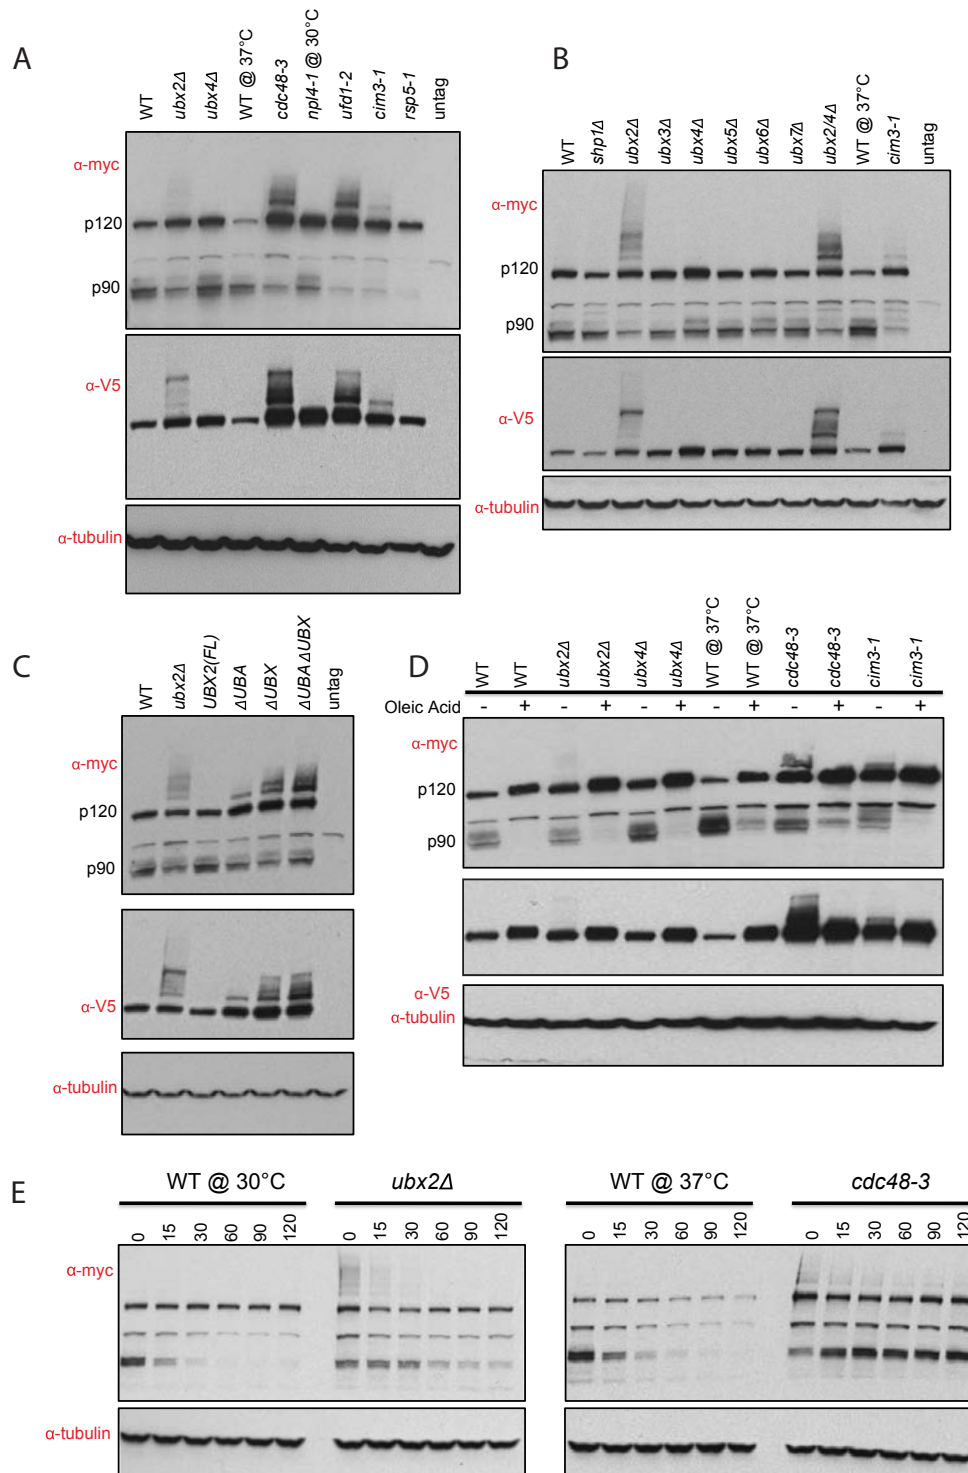 A
WT
ubx2Δ
ubx4Δ
WT @ 37°C
cdc48-3
npl4-1 @ 30°C
ufd1-2
cim3-1
rsp5-1
untag
α-myc
p120
p90
α-V5
α-tubulin
B
WT
shp1Δ
ubx2Δ
ubx3Δ
ubx4Δ
ubx5Δ
ubx6Δ
ubx7Δ
ubx2/4Δ
WT @ 37°C
cim3-1
untag
α-myc
p120
p90
α-V5
α-tubulin
C
WT
ubx2Δ
UBX2(FL)
ΔUBA
ΔUBX
ΔUBAΔUBX
untag
α-myc
p120
p90
α-V5
α-tubulin
D
WT
WT
ubx2Δ
ubx2Δ
ubx4Δ
ubx4Δ
WT @ 37°C
WT @ 37°C
cdc48-3
cdc48-3
cim3-1
cim3-1
Oleic Acid - + - + - + - + - + - +
α-myc
p120
p90
α-V5
α-tubulin
E
WT @ 30°C ubx2Δ WT @ 37°C cdc48-3
0 15 30 60 90 120 0 15 30 60 90 120 0 15 30 60 90 120 0 15 30 60 90 120
α-myc
α-tubulin